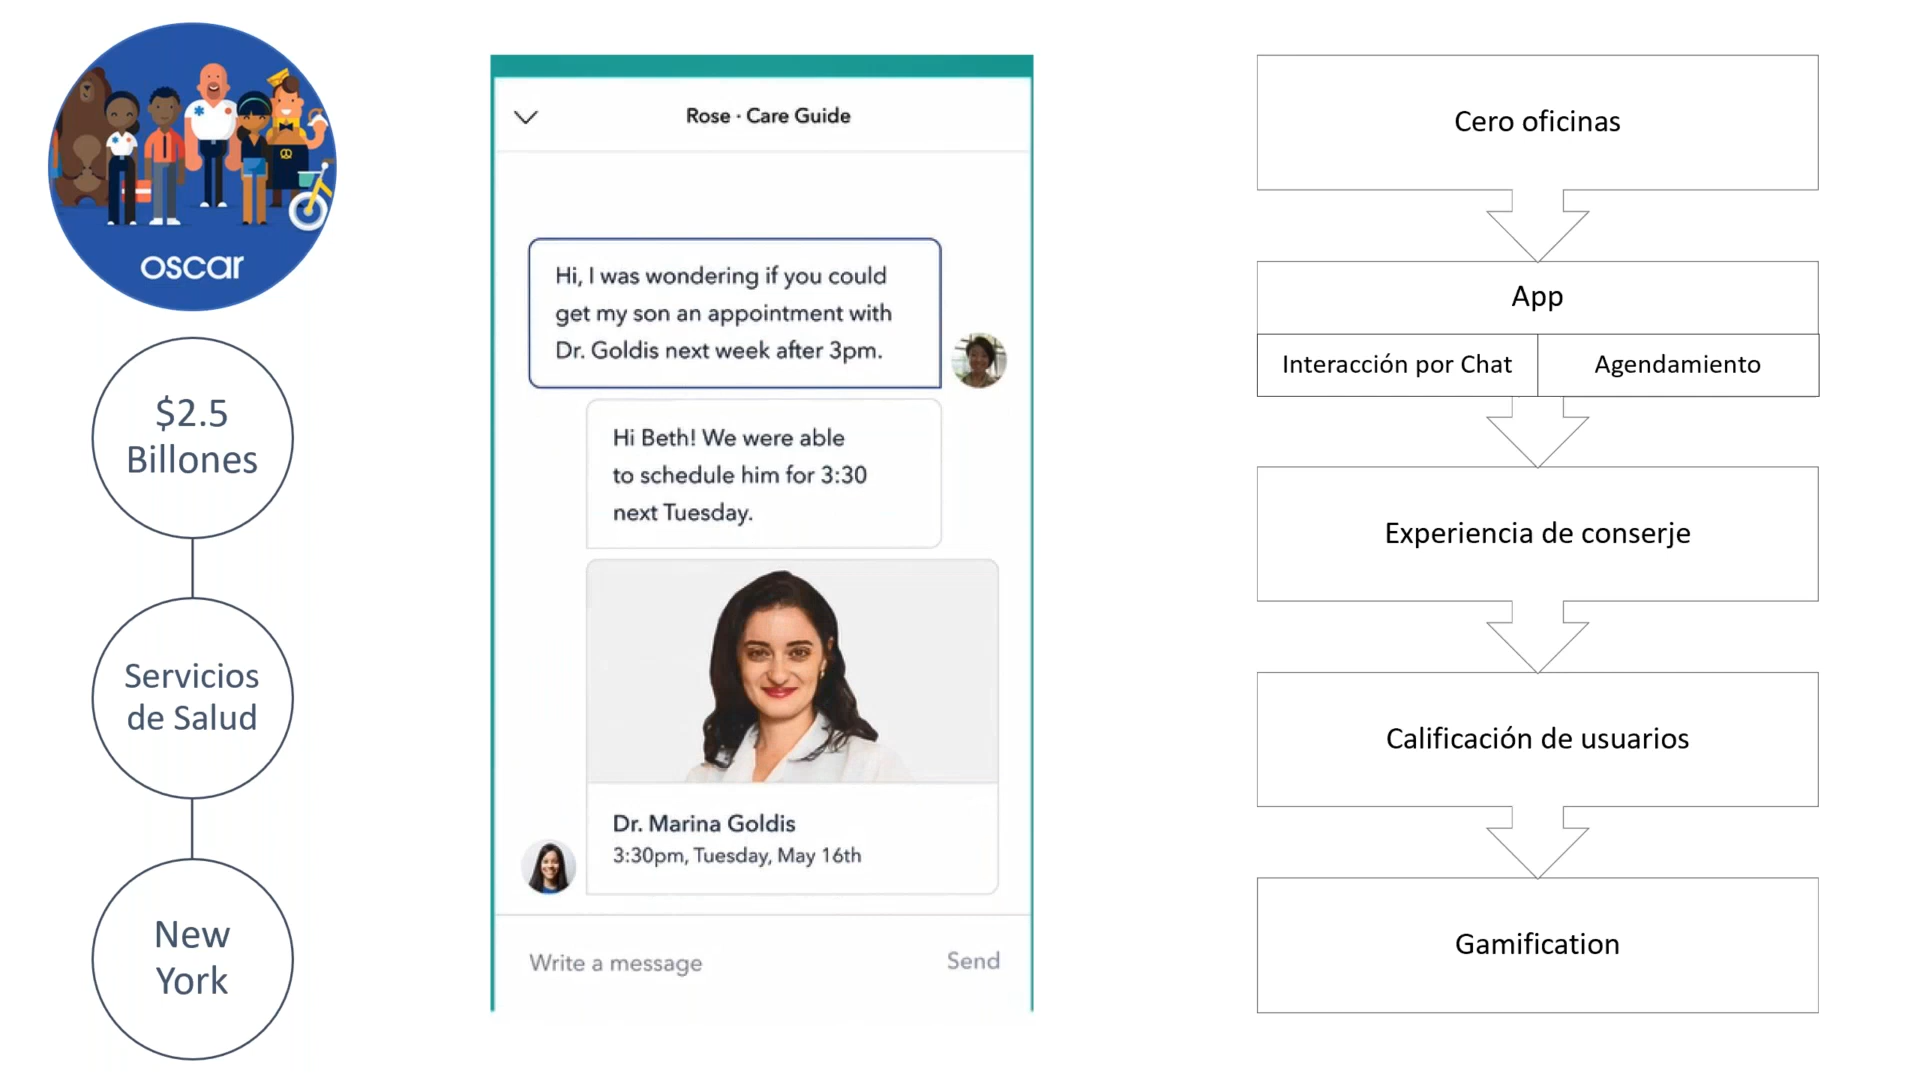 oscar
$2.5
Billones
Servicios
de Salud
New
York
Rose · Care Guide
Hi, I was wondering if you could
get my son an appointment with
Dr. Goldis next week after 3pm.
Hi Beth! We were able
to schedule him for 3:30
next Tuesday.
Dr. Marina Goldis
3:30pm, Tuesday, May 16th
Write a message
Send
Cero oficinas
App
Interacción por Chat
Agendamiento
Experiencia de conserje
Calificación de usuarios
Gamification